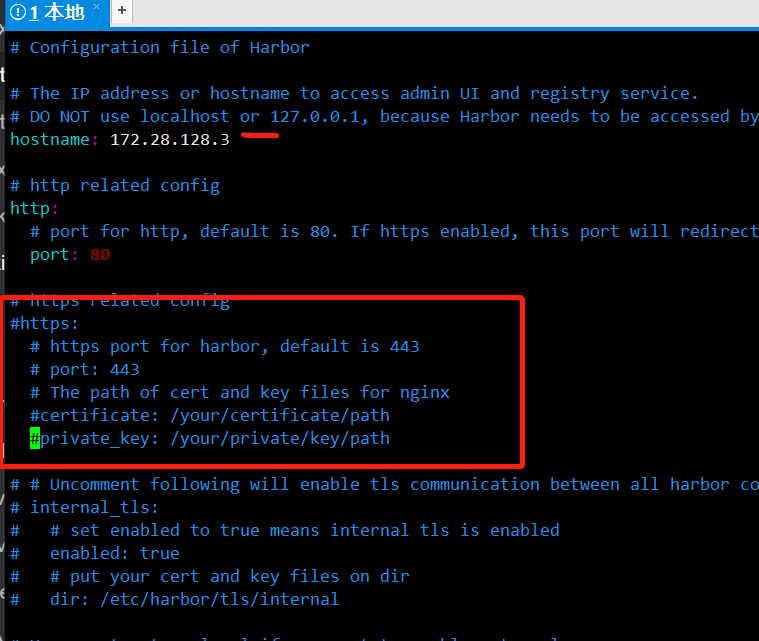 1 本地 × +
# Configuration file of Harbor
# The IP address or hostname to access admin UI and registry service.
# DO NOT use localhost or 127.0.0.1, because Harbor needs to be accessed by
hostname: 172.28.128.3
# http related config
http:
# port for http, default is 80. If https enabled, this port will redirect
port: 80
# https related config
#https:
# https port for harbor, default is 443
# port: 443
# The path of cert and key files for nginx
#certificate: /your/certificate/path
#private_key: /your/private/key/path
# # Uncomment following will enable tls communication between all harbor co
# internal_tls:
# # set enabled to true means internal tls is enabled
# enabled: true
# # put your cert and key files on dir
# dir: /etc/harbor/tls/internal